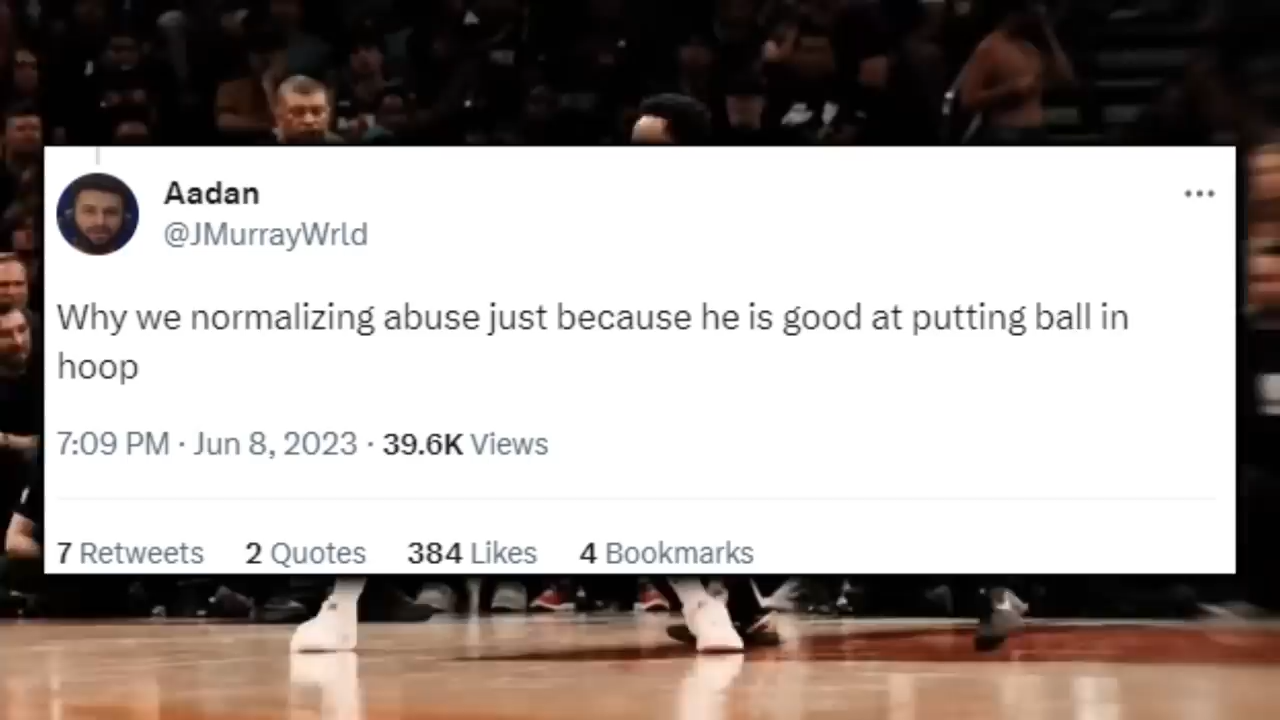 Aadan
@JMurrayWrld
Why we normalizing abuse just because he is good at putting ball in
hoop
7:09 PM · Jun 8, 2023 · 39.6K Views
7 Retweets 2 Quotes 384 Likes 4 Bookmarks